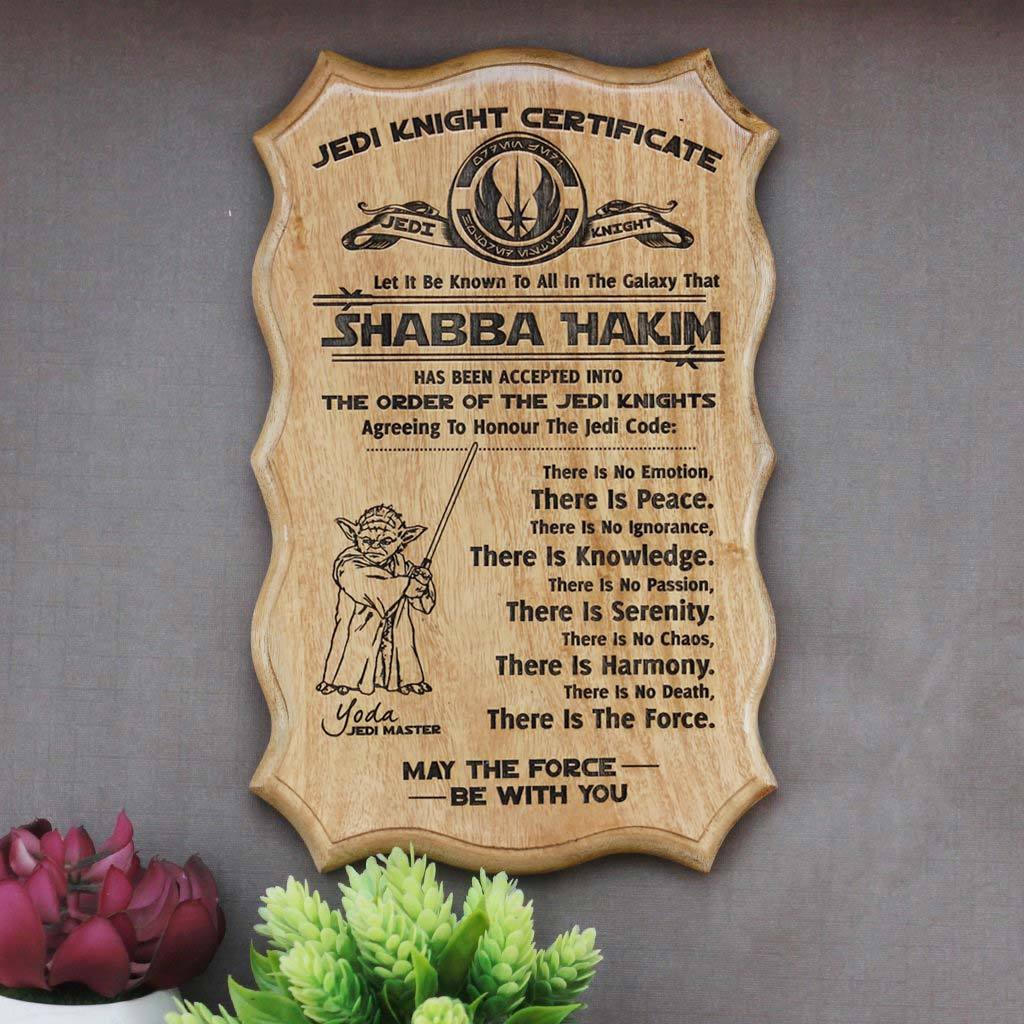 JEDI KNIGHT CERTIFICATE
JEDI KNIGHT
Let It Be Known To All In The Galaxy That
SHABBA HAKIM
HAS BEEN ACCEPTED INTO
THE ORDER OF THE JEDI KNIGHTS
Agreeing To Honour The Jedi Code:
There Is No Emotion,
There Is Peace.
There Is No Ignorance,
There Is Knowledge.
There Is No Passion,
There Is Serenity.
There Is No Chaos,
There Is Harmony.
There Is No Death,
There Is The Force.
Yoda
JEDI MASTER
MAY THE FORCE
BE WITH YOU